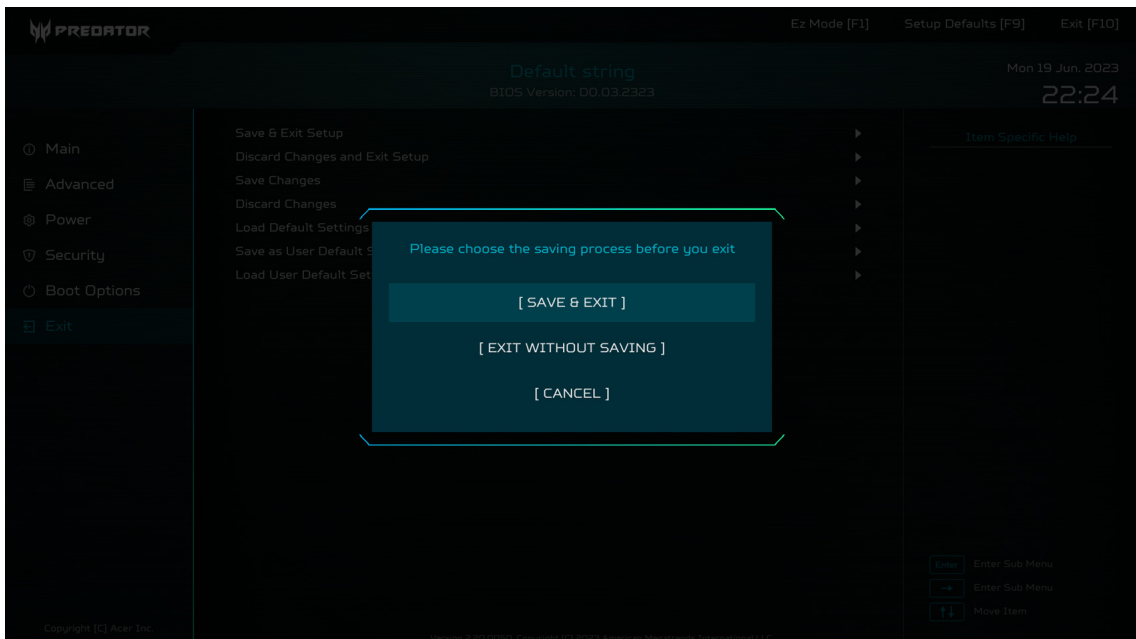 PREDATOR
Ez Mode [F1] Setup Defaults [F9] Exit [F10]
Default string
BIOS Version: D0.03.2323
Mon 19 Jun. 2023
22:24
Main
Advanced
Power
Security
Boot Options
Exit
Save & Exit Setup
Discard Changes and Exit Setup
Save Changes
Discard Changes
Load Default Settings
Save as User Default S
Load User Default Set
Item Specific Help
Please choose the saving process before you exit
[ SAVE & EXIT ]
[ EXIT WITHOUT SAVING ]
[ CANCEL ]
Enter Enter Sub Menu
→ Enter Sub Menu
↑↓ Move Item
Copyright [C] Acer Inc.